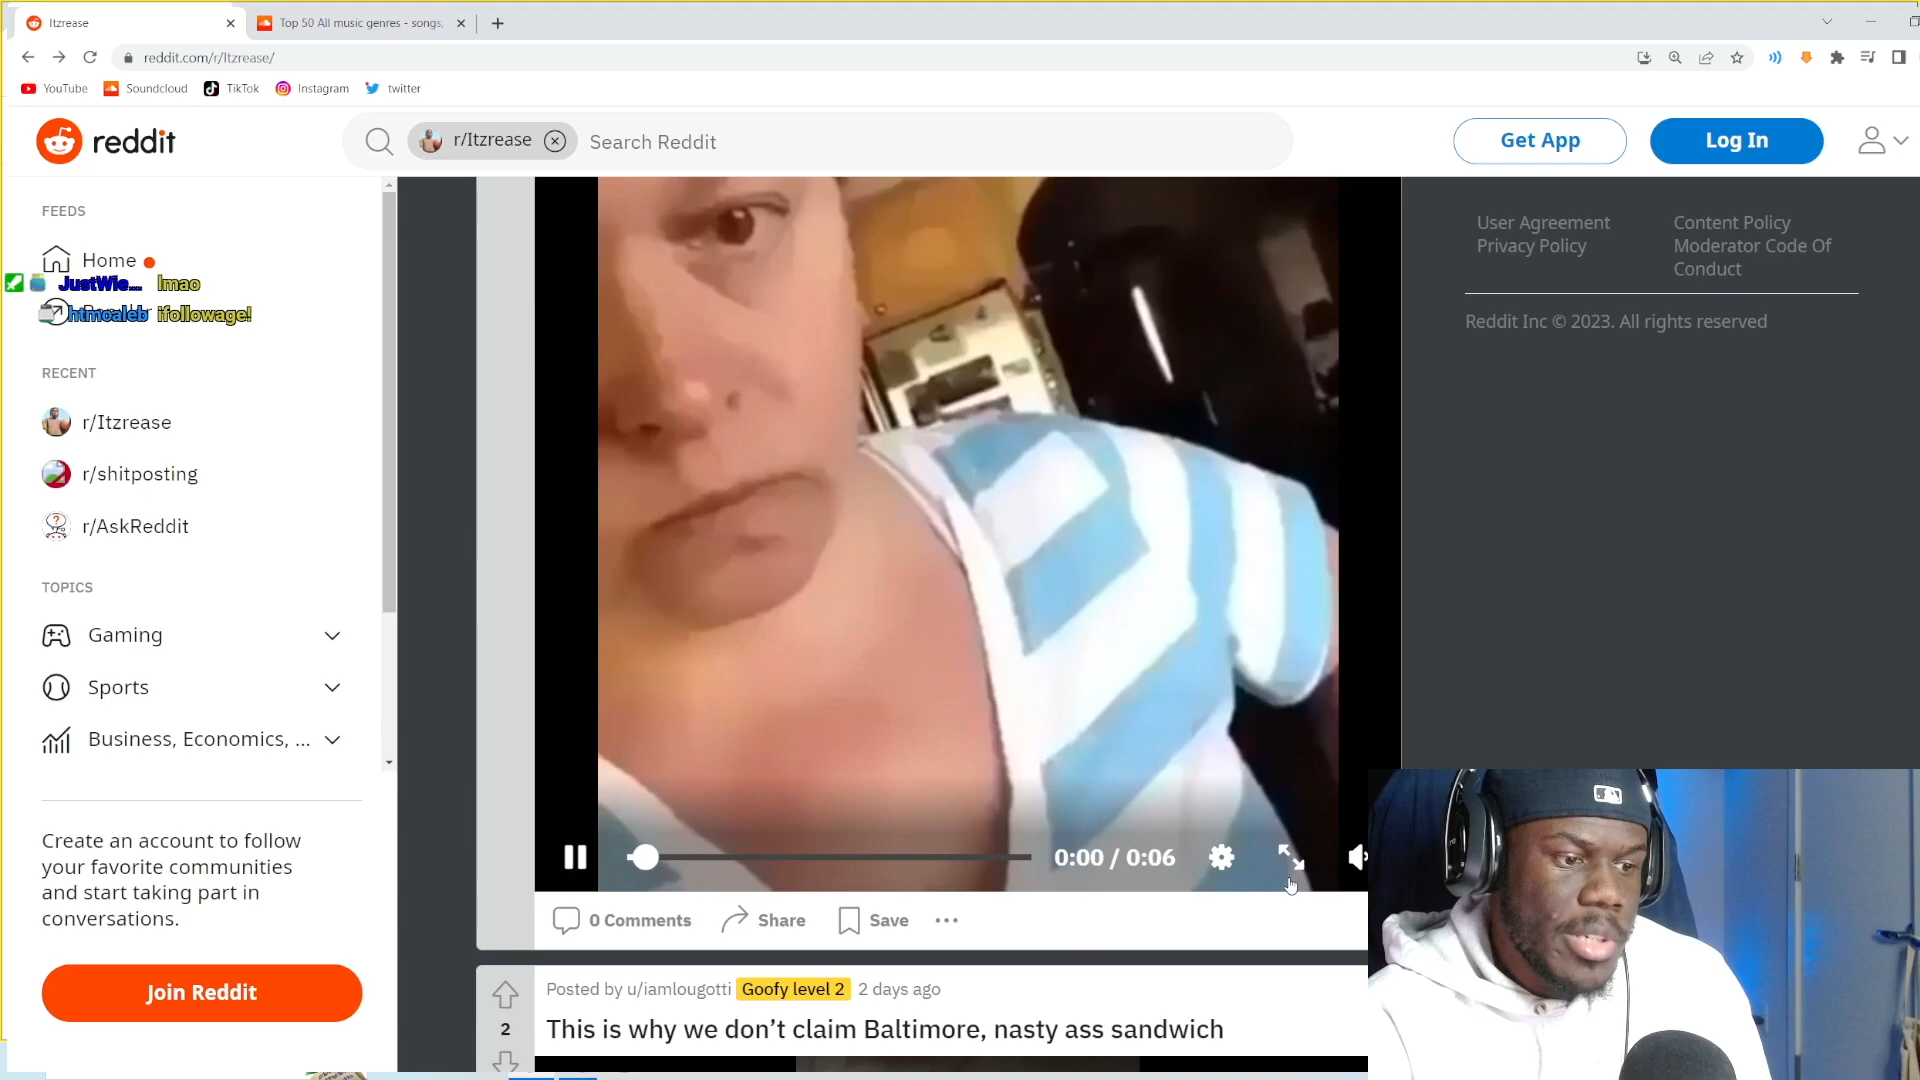 Itzrease
Top 50 All music genres - songs,
reddit.com/r/Itzrease/
YouTube
Soundcloud
TikTok
Instagram
twitter
reddit
r/Itzrease
Search Reddit
Get App
Log In
FEEDS
Home
JustWie... lmao
htmcaleb ifollowage!
RECENT
r/Itzrease
r/shitposting
r/AskReddit
TOPICS
Gaming
Sports
Business, Economics, ...
Create an account to follow
your favorite communities
and start taking part in
conversations.
Join Reddit
0:00 / 0:06
0 Comments
Share
Save
Posted by u/iamlougotti Goofy level 2 2 days ago
2
This is why we don’t claim Baltimore, nasty ass sandwich
User Agreement
Privacy Policy
Content Policy
Moderator Code Of
Conduct
Reddit Inc © 2023. All rights reserved